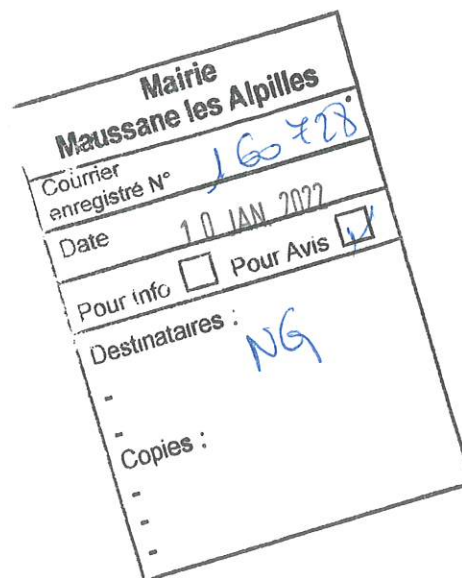 Mairie
Maussane les Alpilles
Courrier
enregistré N° 160728
Date 10 JAN. 2022
Pour Info Pour Avis
Destinataires :
NG
-
-
Copies :
-
-
-